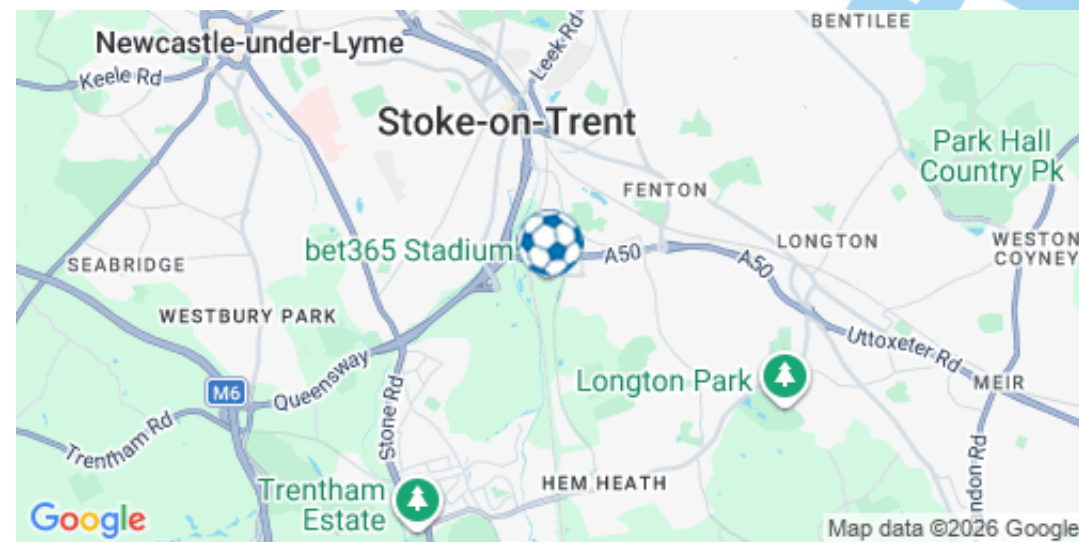 BENTILEE
Newcastle-under-Lyme
Keele Rd
Leek Rd
Stoke-on-Trent
Park Hall
Country Pk
FENTON
bet365 Stadium
A50
A50
LONGTON
WESTON
COYNEY
SEABRIDGE
WESTBURY PARK
Uttoxeter Rd
Longton Park
MEIR
M6
Queensway
Stone Rd
Trentham Rd
Trentham
Estate
HEM HEATH
ndon Rd
Google
Map data ©2026 Google